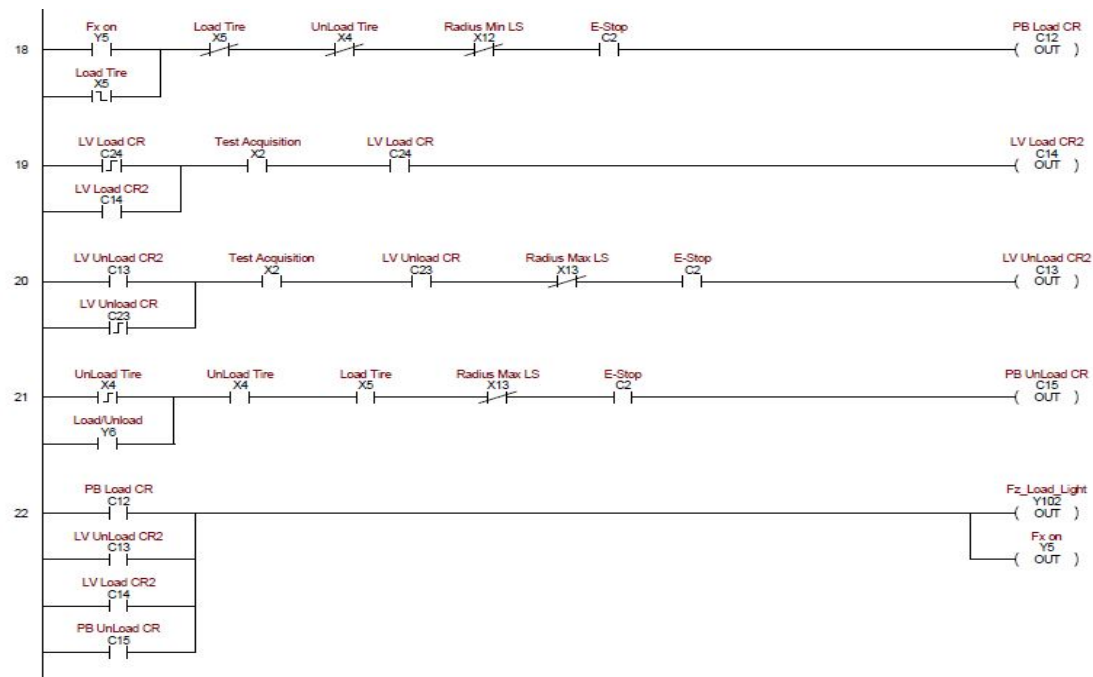 Fx on Load Tire UnLoad Tire Radius Min LS E-Stop PB Load CR
Y5 X5 X4 X12 C2 C12
18 ( OUT )
Load Tire
X5
LV Load CR Test Acquisition LV Load CR LV Load CR2
C24 X2 C24 C14
19 ( OUT )
LV Load CR2
C14
LV UnLoad CR2 Test Acquisition LV Unload CR Radius Max LS E-Stop LV UnLoad CR2
C13 X2 C23 X13 C2 C13
20 ( OUT )
LV Unload CR
C23
UnLoad Tire UnLoad Tire Load Tire Radius Max LS E-Stop PB UnLoad CR
X4 X4 X5 X13 C2 C15
21 ( OUT )
Load/Unload
Y6
PB Load CR Fz_Load_Light
C12 Y102
22 ( OUT )
LV UnLoad CR2 Fx on
C13 Y5
( OUT )
LV Load CR2
C14
PB UnLoad CR
C15